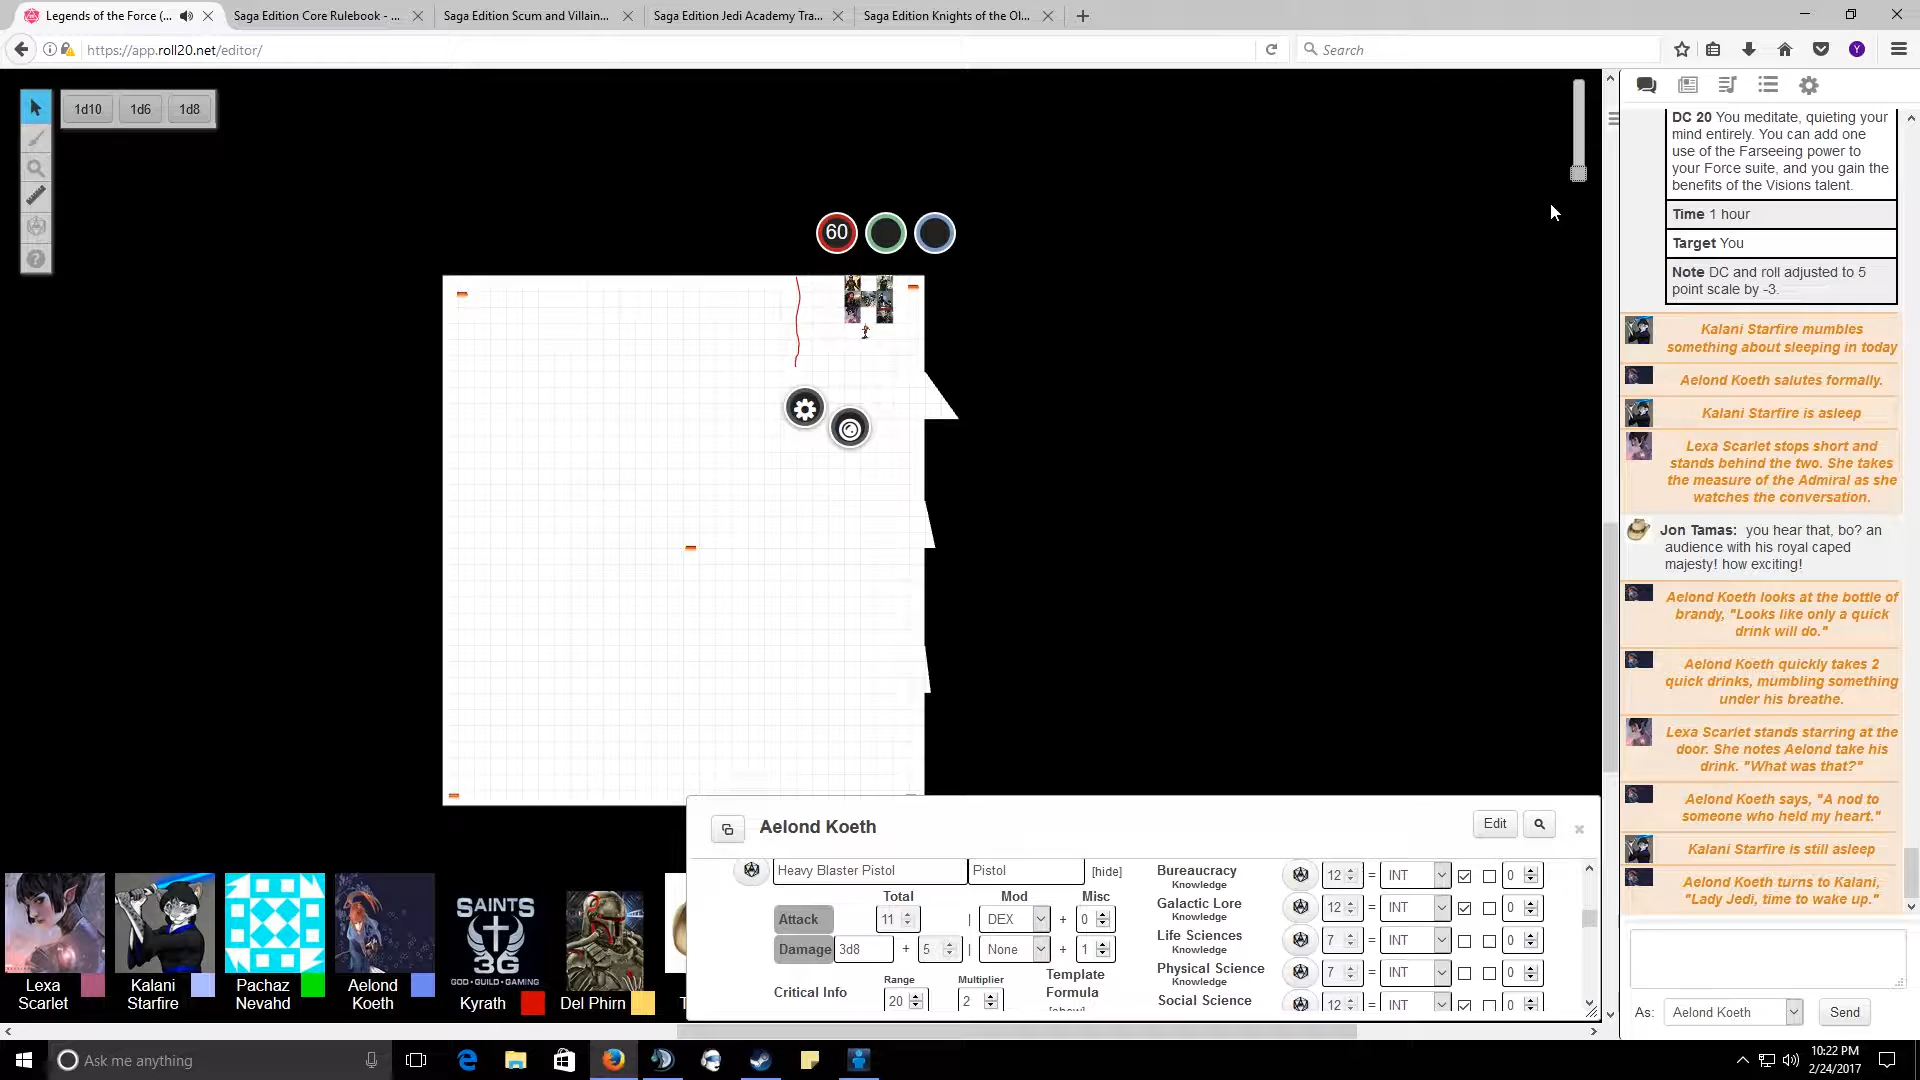 Legends of the Force (...
Saga Edition Core Rulebook - ...
Saga Edition Scum and Villain...
Saga Edition Jedi Academy Tra...
Saga Edition Knights of the Ol...
https://app.roll20.net/editor/
Search
1d10
1d6
1d8
60
DC 20 You meditate, quieting your
mind entirely. You can add one
use of the Farseeing power to
your Force suite, and you gain the
benefits of the Visions talent.
Time 1 hour
Target You
Note DC and roll adjusted to 5
point scale by -3.
Kalani Starfire mumbles
something about sleeping in today
Aelond Koeth salutes formally.
Kalani Starfire is asleep
Lexa Scarlet stops short and
stands behind the two. She takes
the measure of the Admiral as she
watches the conversation.
Jon Tamas: you hear that, bo? an
audience with his royal caped
majesty! how exciting!
Aelond Koeth looks at the bottle of
brandy, "Looks like only a quick
drink will do."
Aelond Koeth quickly takes 2
quick drinks, mumbling something
under his breathe.
Lexa Scarlet stands starring at the
door. She notes Aelond take his
drink. "What was that?"
Aelond Koeth says, "A nod to
someone who held my heart."
Kalani Starfire is still asleep
Aelond Koeth turns to Kalani,
"Lady Jedi, time to wake up."
As:
Aelond Koeth
Send
Aelond Koeth
Edit
Heavy Blaster Pistol
Pistol
[hide]
Total
Mod
Misc
Attack
11
| DEX
+ 0
Damage
3d8
+ 5
| None
+ 1
Critical Info
Range
20
Multiplier
2
Template
Formula
Bureaucracy
Knowledge
12 = INT 0
Galactic Lore
Knowledge
12 = INT 0
Life Sciences
Knowledge
7 = INT 0
Physical Science
Knowledge
7 = INT 0
Social Science
12 = INT 0
Lexa
Scarlet
Kalani
Starfire
Pachaz
Nevahd
Aelond
Koeth
SAINTS
3G
GOD·GUILD·GAMING
Kyrath
Del Phirn
Ask me anything
10:22 PM
2/24/2017